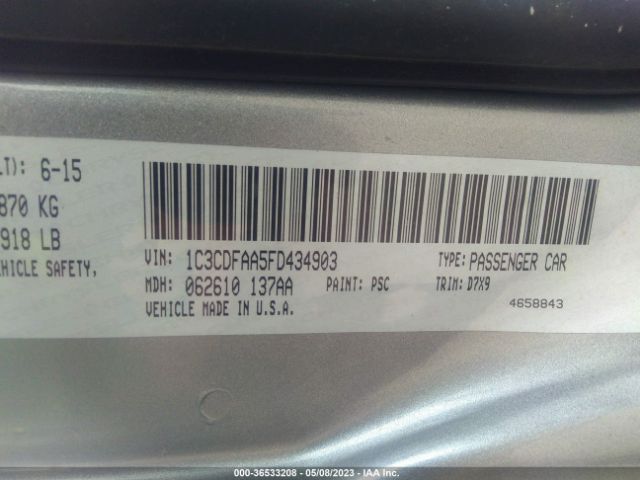 LT): 6-15
870 KG
918 LB
EHICLE SAFETY,
VIN: 1C3CDFAA5FD434903 TYPE: PASSENGER CAR
MDH: 062610 137AA PAINT: PSC TRIM: D7X9
VEHICLE MADE IN U.S.A. 4658843
000-36533208 - 05/08/2023 - IAA Inc.